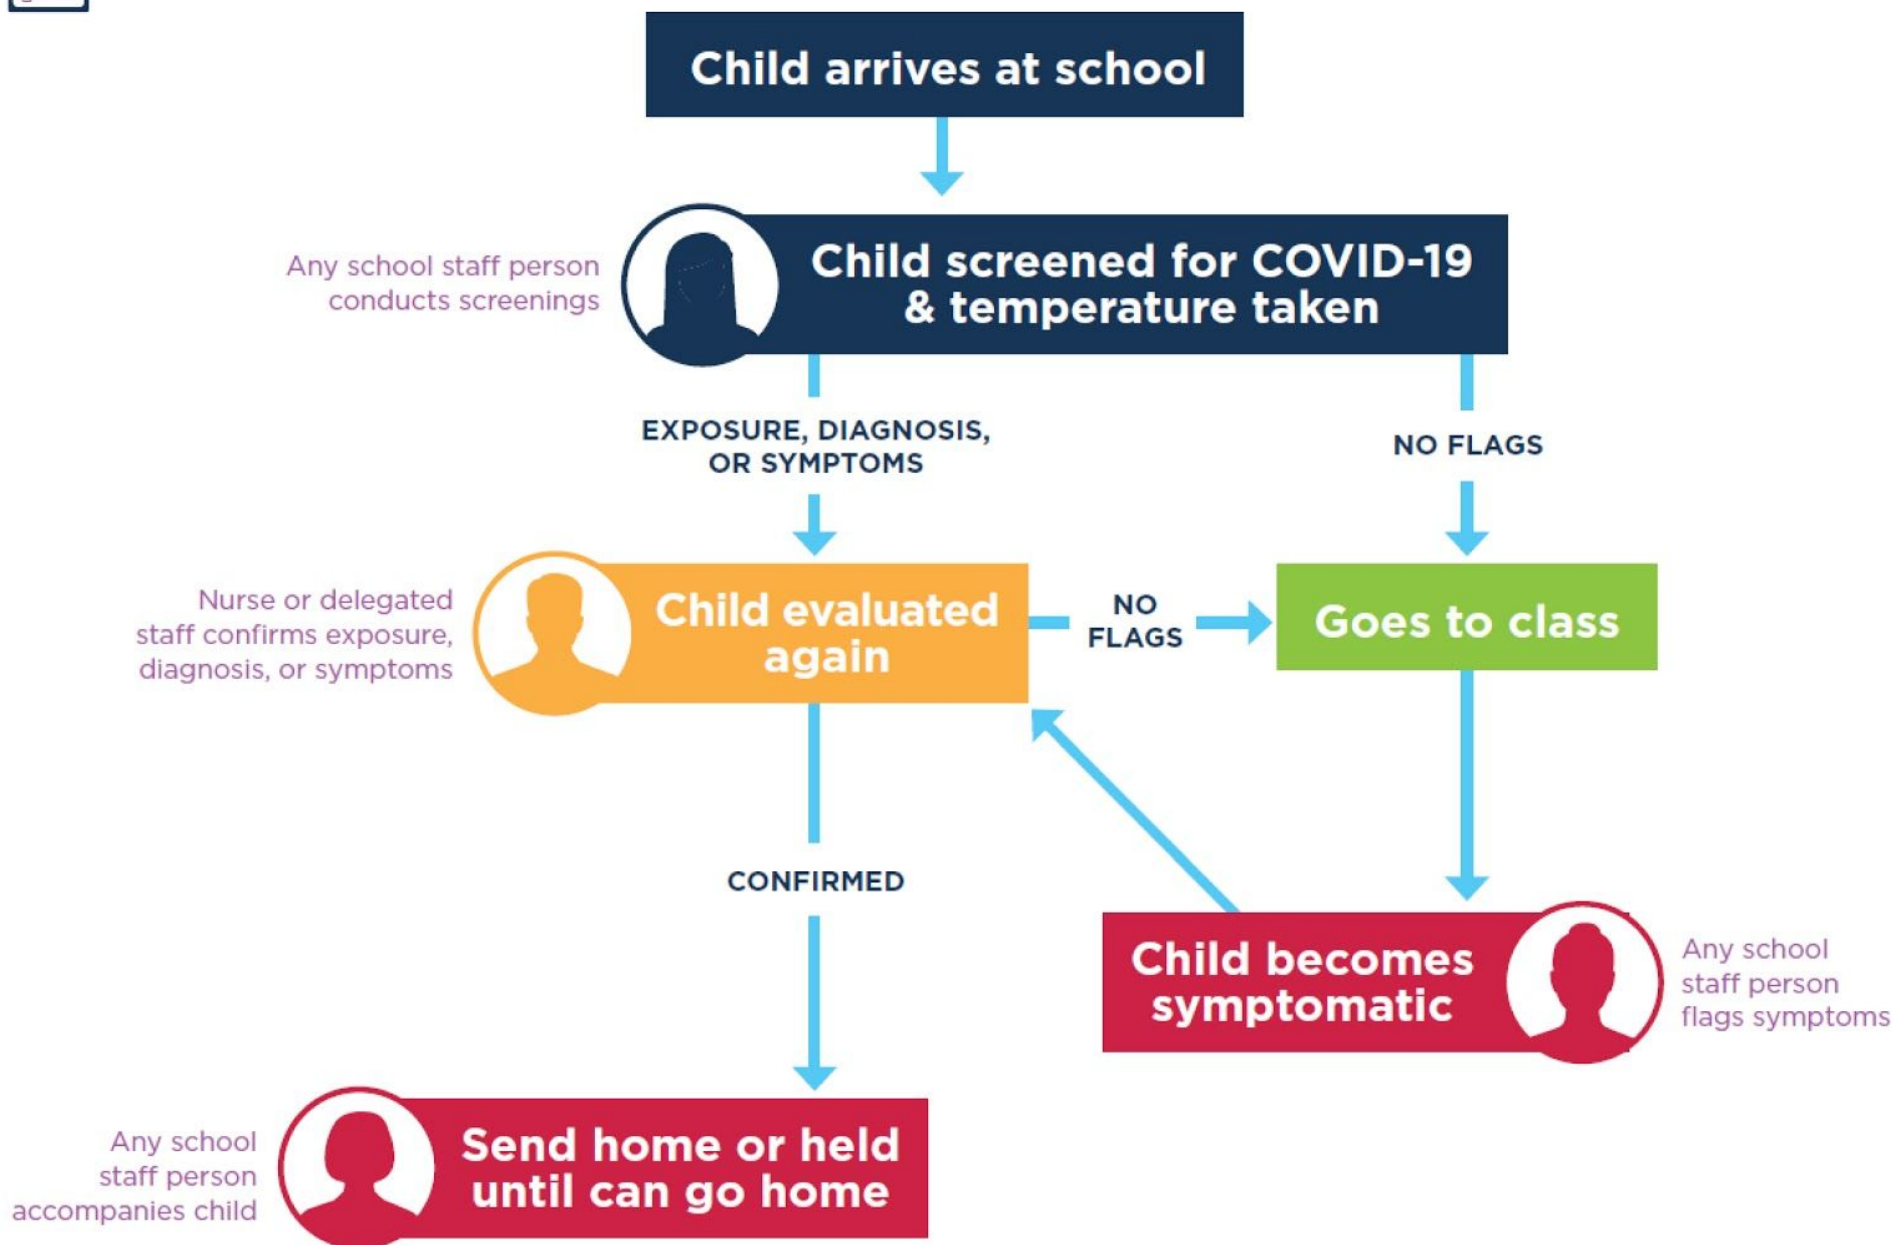 Child arrives at school
Any school staff person
conducts screenings
Child screened for COVID-19
& temperature taken
EXPOSURE, DIAGNOSIS,
OR SYMPTOMS
NO FLAGS
Nurse or delegated
staff confirms exposure,
diagnosis, or symptoms
Child evaluated
again
NO
FLAGS
Goes to class
CONFIRMED
Child becomes
symptomatic
Any school
staff person
flags symptoms
Any school
staff person
accompanies child
Send home or held
until can go home